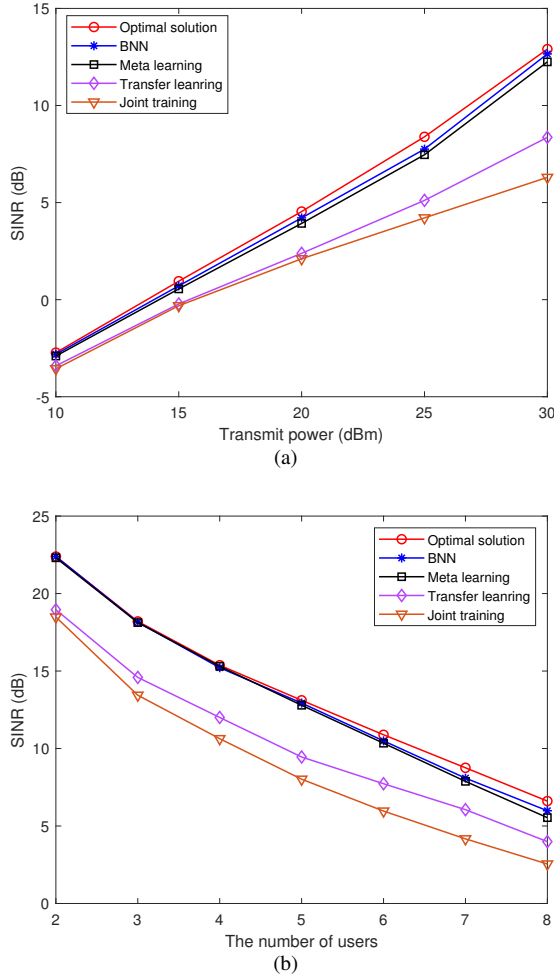 15
10
5
0
-5
SINR (dB)
Optimal solution
BNN
Meta learning
Transfer leanring
Joint training
10 15 20 25 30
Transmit power (dBm)
(a)
25
20
15
10
5
0
SINR (dB)
Optimal solution
BNN
Meta learning
Transfer leanring
Joint training
2 3 4 5 6 7 8
The number of users
(b)